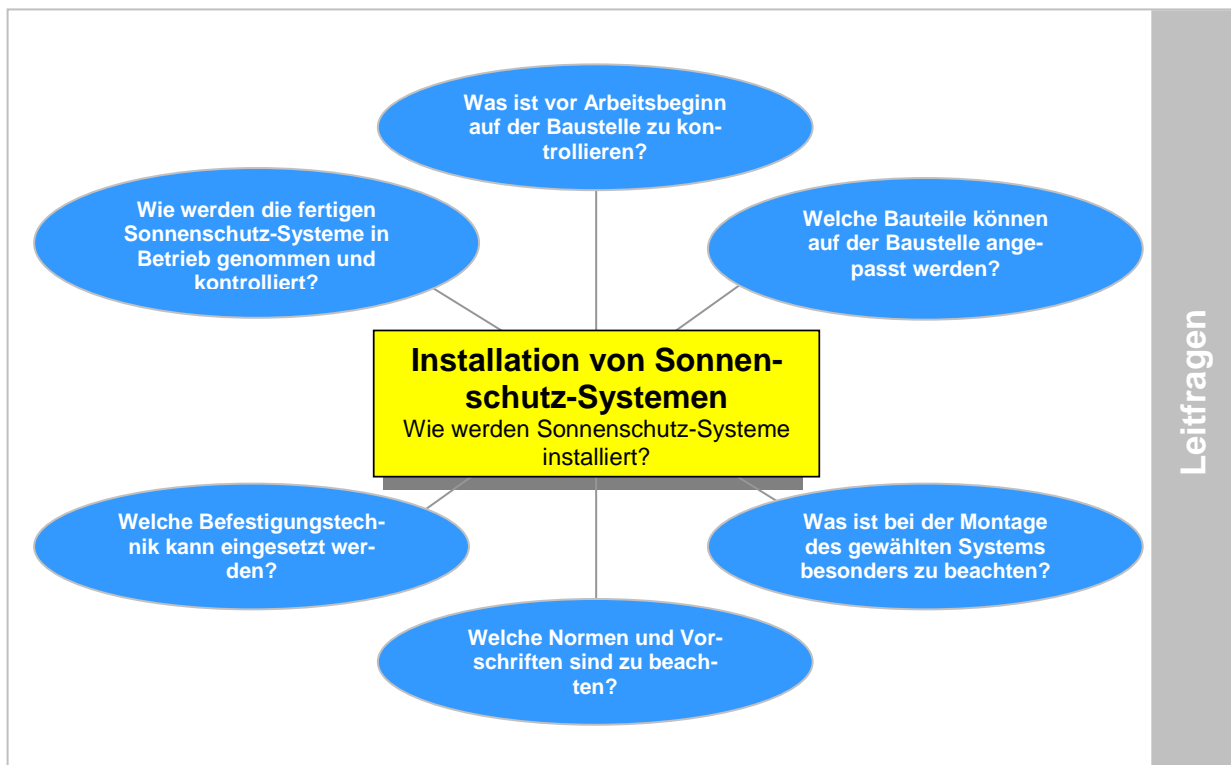 Was ist vor Arbeitsbeginn
auf der Baustelle zu kon-
trollieren?
Wie werden die fertigen
Sonnenschutz-Systeme in
Betrieb genommen und
kontrolliert?
Welche Bauteile können
auf der Baustelle ange-
passt werden?
Installation von Sonnen-
schutz-Systemen
Wie werden Sonnenschutz-Systeme
installiert?
Welche Befestigungstech-
nik kann eingesetzt wer-
den?
Was ist bei der Montage
des gewählten Systems
besonders zu beachten?
Welche Normen und Vor-
schriften sind zu beach-
ten?
Leitfragen